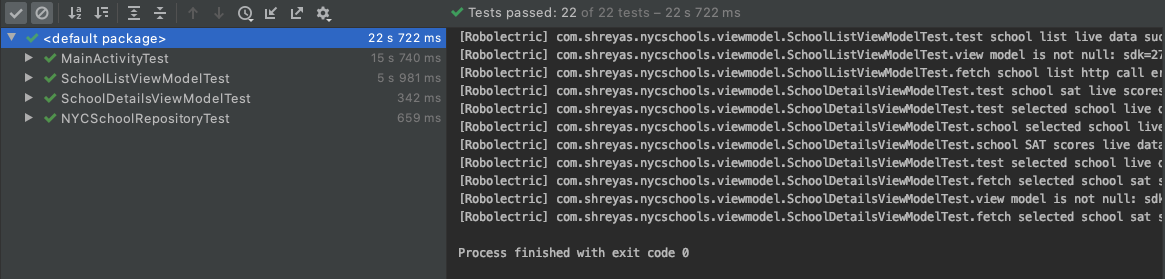 Tests passed: 22 of 22 tests – 22 s 722 ms
<default package> 22 s 722 ms
MainActivityTest 15 s 740 ms
SchoolListViewModelTest 5 s 981 ms
SchoolDetailsViewModelTest 342 ms
NYCSchoolRepositoryTest 659 ms
[Robolectric] com.shreyas.nycschools.viewmodel.SchoolListViewModelTest.test school list live data suc
[Robolectric] com.shreyas.nycschools.viewmodel.SchoolListViewModelTest.view model is not null: sdk=27
[Robolectric] com.shreyas.nycschools.viewmodel.SchoolListViewModelTest.fetch school list http call er
[Robolectric] com.shreyas.nycschools.viewmodel.SchoolDetailsViewModelTest.test school sat live scores
[Robolectric] com.shreyas.nycschools.viewmodel.SchoolDetailsViewModelTest.test selected school live d
[Robolectric] com.shreyas.nycschools.viewmodel.SchoolDetailsViewModelTest.school selected school live
[Robolectric] com.shreyas.nycschools.viewmodel.SchoolDetailsViewModelTest.school SAT scores live data
[Robolectric] com.shreyas.nycschools.viewmodel.SchoolDetailsViewModelTest.test selected school live d
[Robolectric] com.shreyas.nycschools.viewmodel.SchoolDetailsViewModelTest.fetch selected school sat s
[Robolectric] com.shreyas.nycschools.viewmodel.SchoolDetailsViewModelTest.view model is not null: sdk
[Robolectric] com.shreyas.nycschools.viewmodel.SchoolDetailsViewModelTest.fetch selected school sat s
Process finished with exit code 0